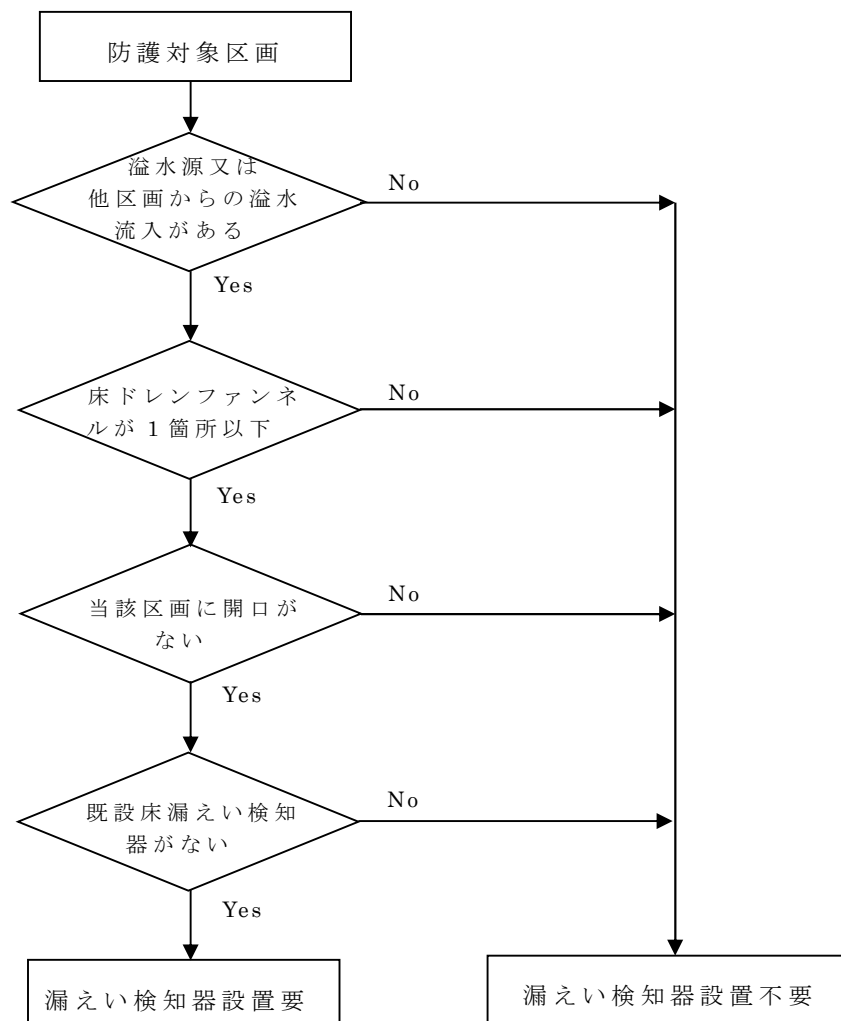 防護対象区画
溢水源又は
他区画からの溢水
流入がある
No
Yes
床ドレンファンネ
ルが１箇所以下
No
Yes
当該区画に開口が
ない
No
Yes
既設床漏えい検知
器がない
No
Yes
漏えい検知器設置要
漏えい検知器設置不要